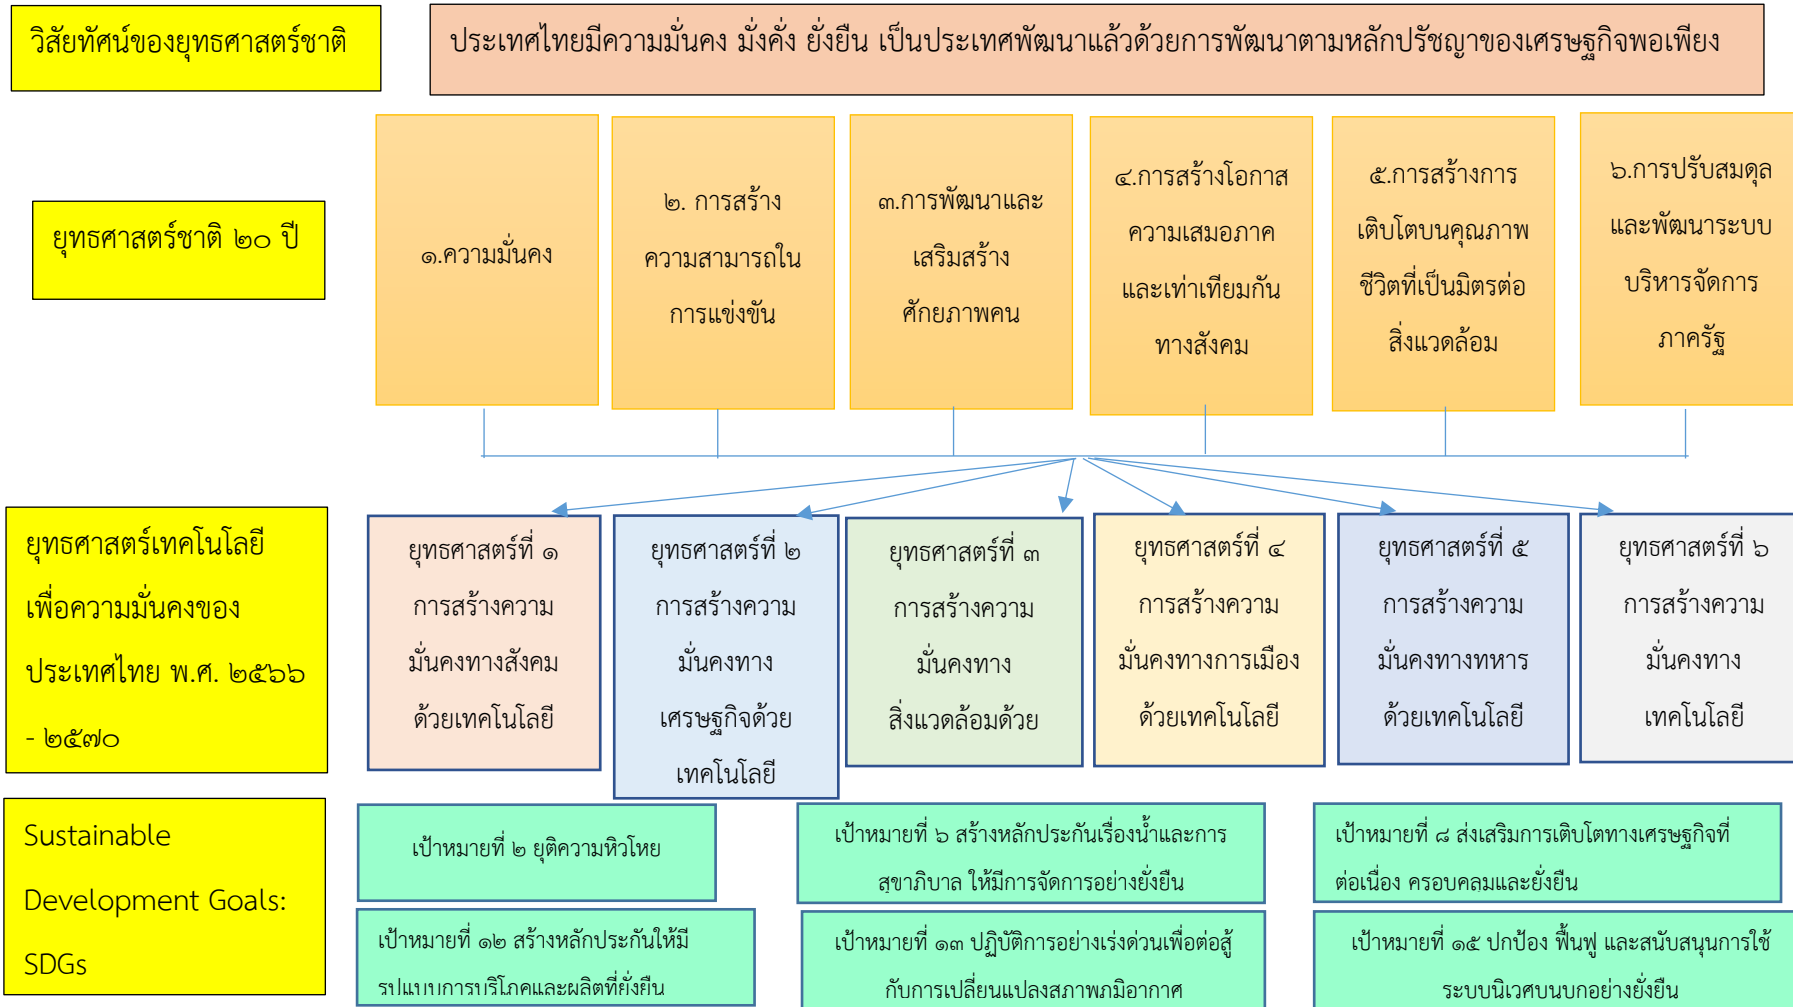 วิสัยทัศน์ของยุทธศาสตร์ชาติ
ประเทศไทยมีความมั่นคง มั่งคั่ง ยั่งยืน เป็นประเทศพัฒนาแล้วด้วยการพัฒนาตามหลักปรัชญาของเศรษฐกิจพอเพียง
ยุทธศาสตร์ชาติ ๒๐ ปี
๑.ความมั่นคง
๒. การสร้าง
ความสามารถใน
การแข่งขัน
๓.การพัฒนาและ
เสริมสร้าง
ศักยภาพคน
๔.การสร้างโอกาส
ความเสมอภาค
และเท่าเทียมกัน
ทางสังคม
๕.การสร้างการ
เติบโตบนคุณภาพ
ชีวิตที่เป็นมิตรต่อ
สิ่งแวดล้อม
๖.การปรับสมดุล
และพัฒนาระบบ
บริหารจัดการ
ภาครัฐ
ยุทธศาสตร์เทคโนโลยี
เพื่อความมั่นคงของ
ประเทศไทย พ.ศ. ๒๕๖๖
- ๒๕๗๐
ยุทธศาสตร์ที่ ๑
การสร้างความ
มั่นคงทางสังคม
ด้วยเทคโนโลยี
ยุทธศาสตร์ที่ ๒
การสร้างความ
มั่นคงทาง
เศรษฐกิจด้วย
เทคโนโลยี
ยุทธศาสตร์ที่ ๓
การสร้างความ
มั่นคงทาง
สิ่งแวดล้อมด้วย
ยุทธศาสตร์ที่ ๔
การสร้างความ
มั่นคงทางการเมือง
ด้วยเทคโนโลยี
ยุทธศาสตร์ที่ ๕
การสร้างความ
มั่นคงทางทหาร
ด้วยเทคโนโลยี
ยุทธศาสตร์ที่ ๖
การสร้างความ
มั่นคงทาง
เทคโนโลยี
Sustainable
Development Goals:
SDGs
เป้าหมายที่ ๒ ยุติความหิวโหย
เป้าหมายที่ ๖ สร้างหลักประกันเรื่องน้ำและการ
สุขาภิบาล ให้มีการจัดการอย่างยั่งยืน
เป้าหมายที่ ๘ ส่งเสริมการเติบโตทางเศรษฐกิจที่
ต่อเนื่อง ครอบคลุมและยั่งยืน
เป้าหมายที่ ๑๒ สร้างหลักประกันให้มี
รูปแบบการบริโภคและผลิตที่ยั่งยืน
เป้าหมายที่ ๑๓ ปฏิบัติการอย่างเร่งด่วนเพื่อต่อสู้
กับการเปลี่ยนแปลงสภาพภูมิอากาศ
เป้าหมายที่ ๑๕ ปกป้อง ฟื้นฟู และสนับสนุนการใช้
ระบบนิเวศบนบกอย่างยั่งยืน